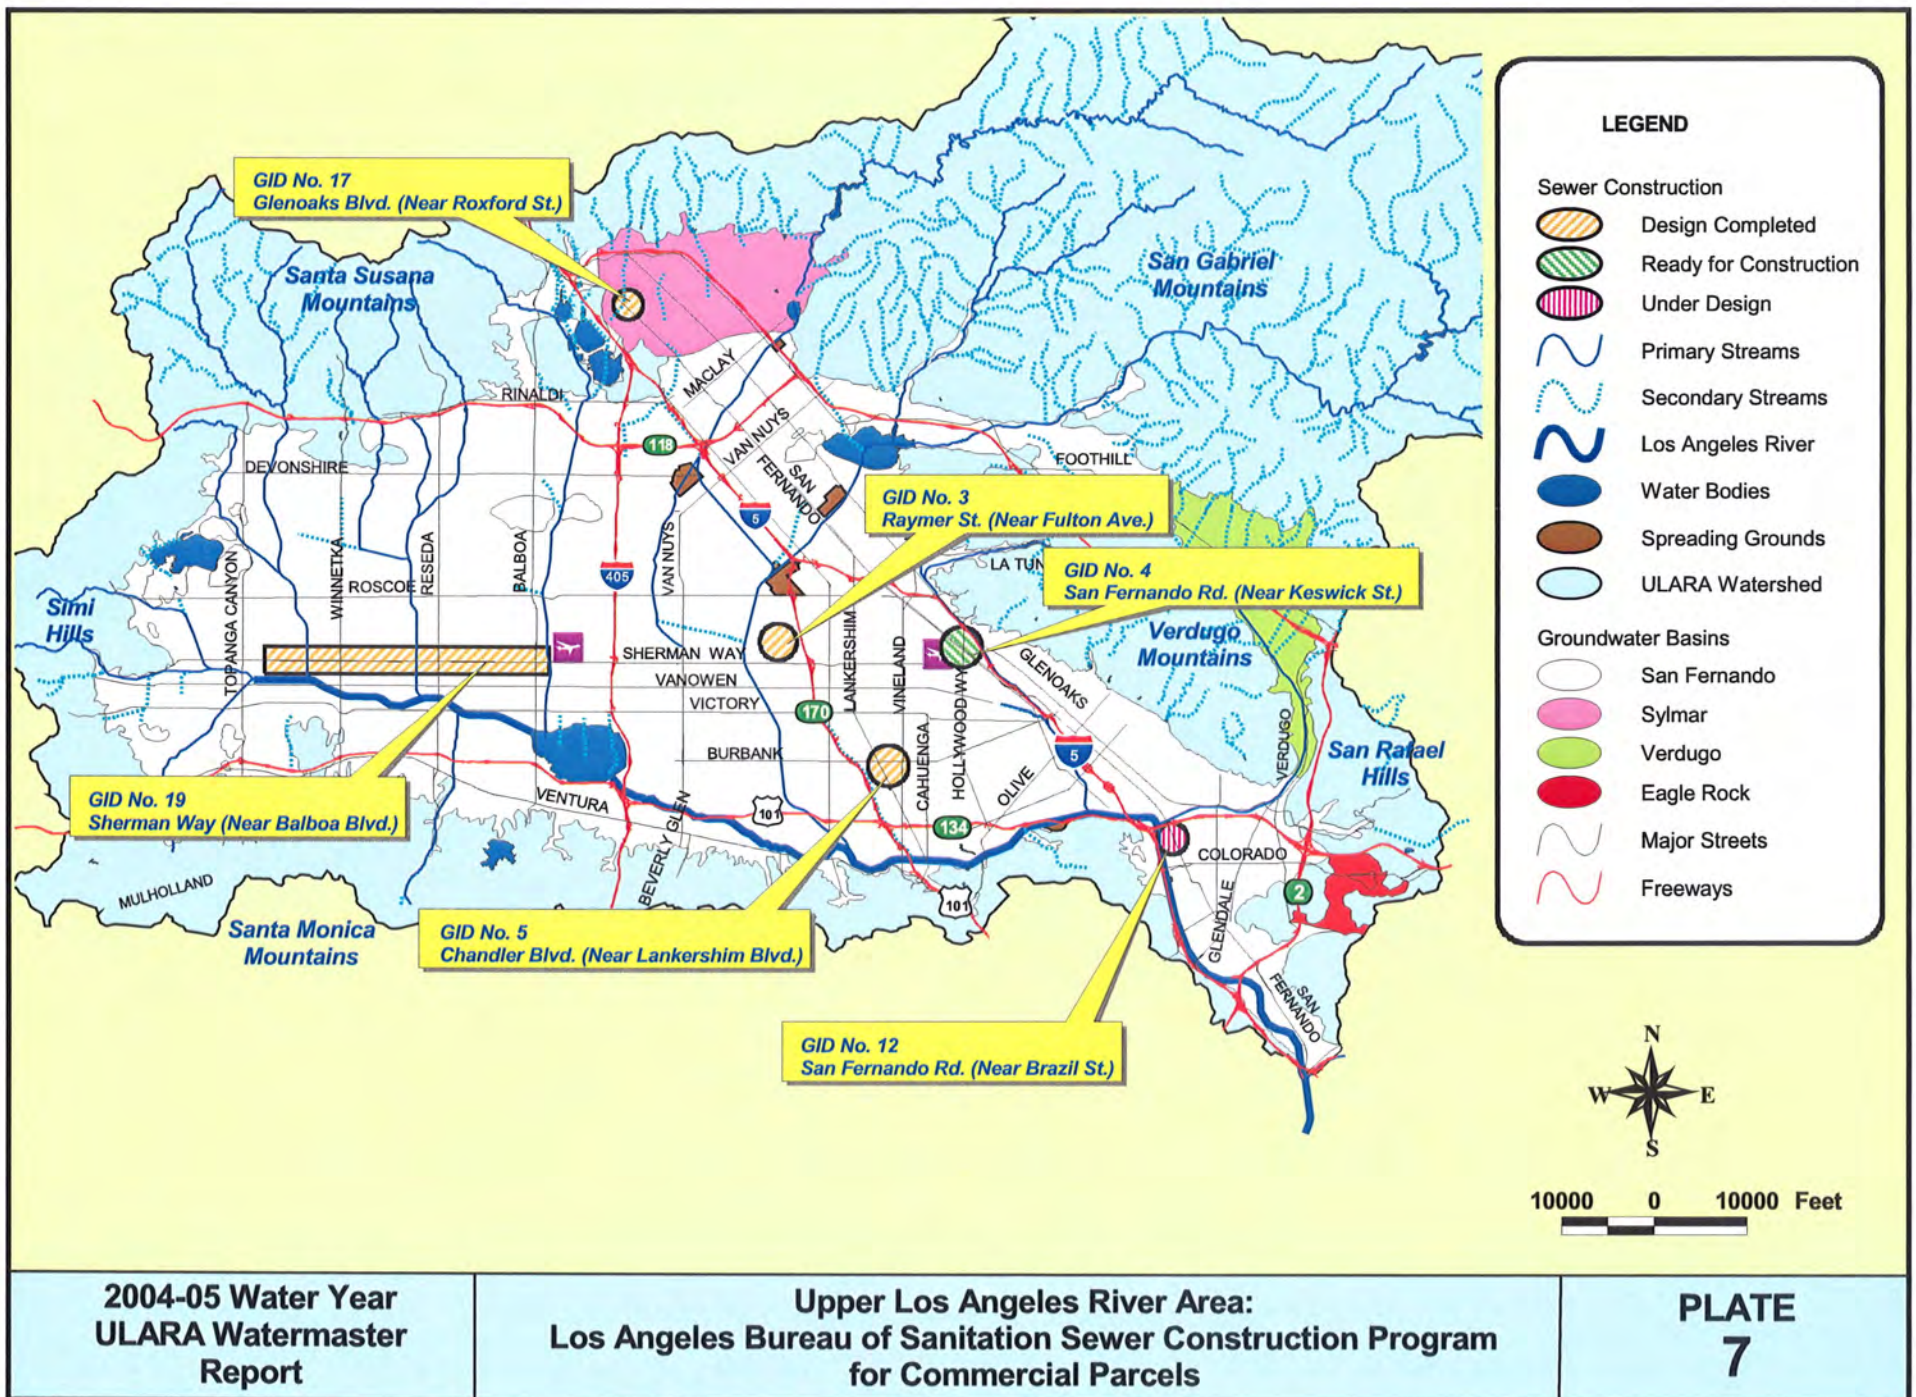 GID No. 17
Glenoaks Blvd. (Near Roxford St.)
Santa Susana
Mountains
San Gabriel
Mountains
MACLAY
RINALDI
118
VAN NUYS
SAN
FERNANDO
DEVONSHIRE
FOOTHILL
GID No. 3
Raymer St. (Near Fulton Ave.)
5
TOPANGA CANYON
WINNETKA
ROSCOE
RESEDA
BALBOA
405
VAN NUYS
LA TUN
GID No. 4
San Fernando Rd. (Near Keswick St.)
Simi
Hills
Verdugo
Mountains
SHERMAN WAY
VANOWEN
VICTORY
LANKERSHIM
VINELAND
HOLLYWOOD WY
GLENOAKS
170
CAHUENGA
BURBANK
5
OLIVE
VERDUGO
San Rafael
Hills
GID No. 19
Sherman Way (Near Balboa Blvd.)
VENTURA
101
BEVERLY GLEN
134
COLORADO
MULHOLLAND
2
GLENDALE
101
Santa Monica
Mountains
GID No. 5
Chandler Blvd. (Near Lankershim Blvd.)
SAN
FERNANDO
GID No. 12
San Fernando Rd. (Near Brazil St.)
LEGEND
Sewer Construction
Design Completed
Ready for Construction
Under Design
Primary Streams
Secondary Streams
Los Angeles River
Water Bodies
Spreading Grounds
ULARA Watershed
Groundwater Basins
San Fernando
Sylmar
Verdugo
Eagle Rock
Major Streets
Freeways
N
W E
S
10000 0 10000 Feet
2004-05 Water Year
ULARA Watermaster
Report
Upper Los Angeles River Area:
Los Angeles Bureau of Sanitation Sewer Construction Program
for Commercial Parcels
PLATE
7